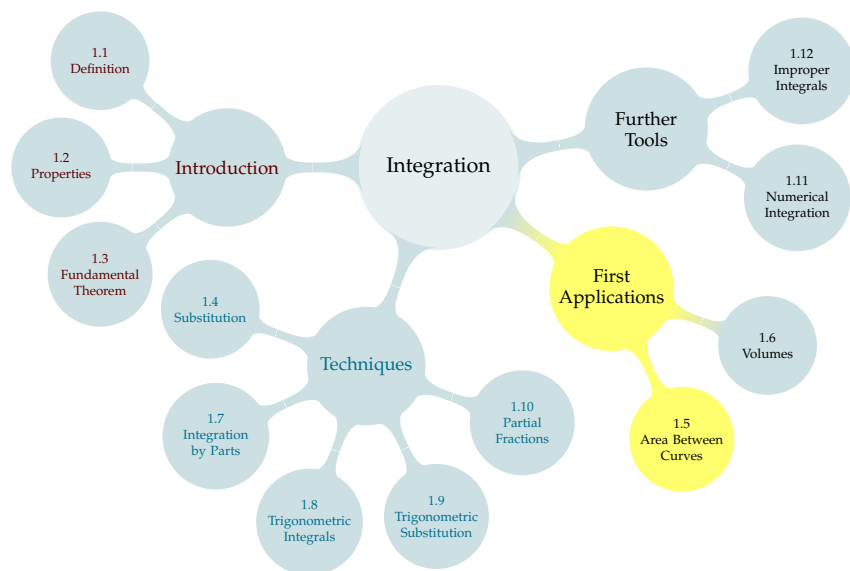 Integration
Introduction
1.1
Definition
1.2
Properties
1.3
Fundamental
Theorem
Techniques
1.4
Substitution
1.7
Integration
by Parts
1.8
Trigonometric
Integrals
1.9
Trigonometric
Substitution
1.10
Partial
Fractions
First
Applications
1.5
Area Between
Curves
1.6
Volumes
Further
Tools
1.11
Numerical
Integration
1.12
Improper
Integrals